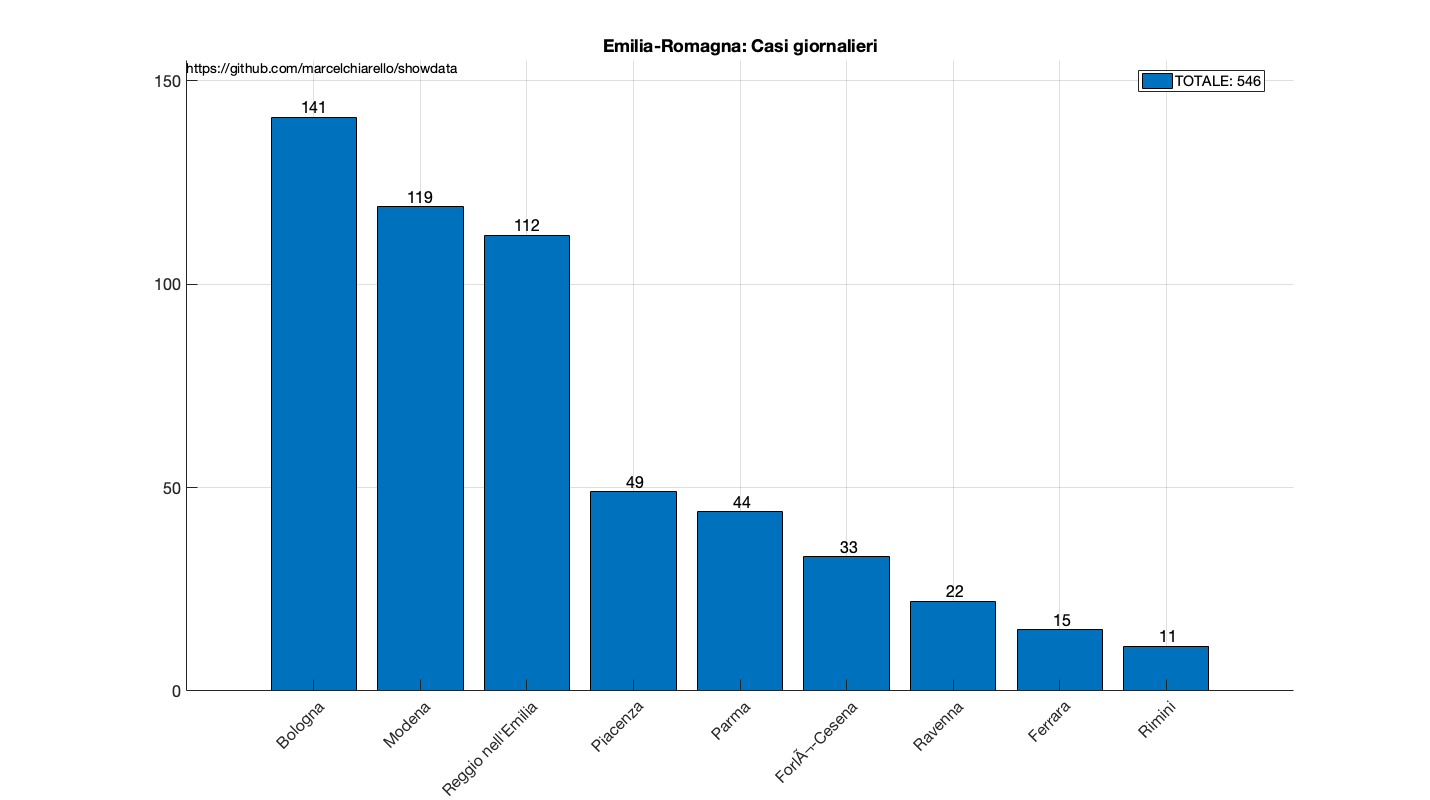 Emilia-Romagna: Casi giornalieri
https://github.com/marcelchiarello/showdata
TOTALE: 546
150
100
50
0
141
119
112
49
44
33
22
15
11
Bologna
Modena
Reggio nell'Emilia
Piacenza
Parma
ForlÃ¬-Cesena
Ravenna
Ferrara
Rimini